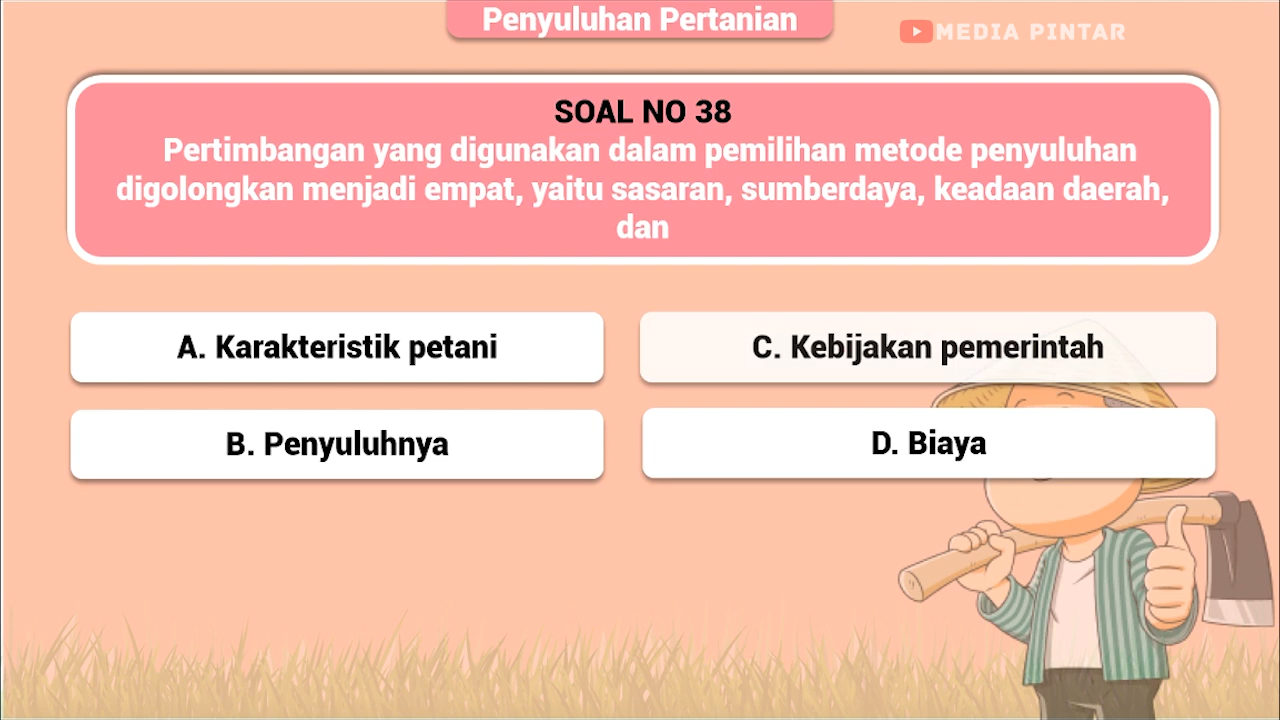 Penyuluhan Pertanian
MEDIA PINTAR
SOAL NO 38
Pertimbangan yang digunakan dalam pemilihan metode penyuluhan
digolongkan menjadi empat, yaitu sasaran, sumberdaya, keadaan daerah,
dan
A. Karakteristik petani
C. Kebijakan pemerintah
B. Penyuluhnya
D. Biaya